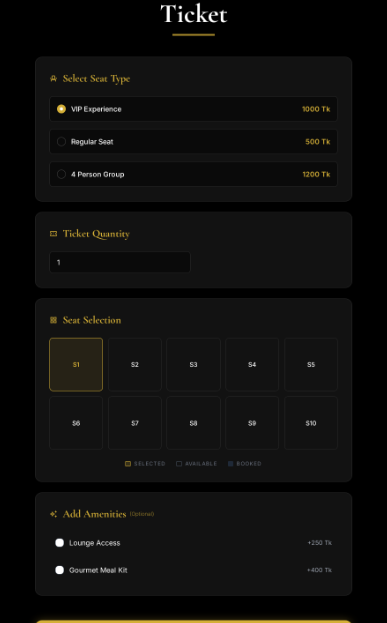 Ticket
Select Seat Type
VIP Experience 1000 Tk
Regular Seat 500 Tk
4 Person Group 1200 Tk
Ticket Quantity
1
Seat Selection
S1 S2 S3 S4 S5
S6 S7 S8 S9 S10
SELECTED AVAILABLE BOOKED
Add Amenities (Optional)
Lounge Access +250 Tk
Gourmet Meal Kit +400 Tk